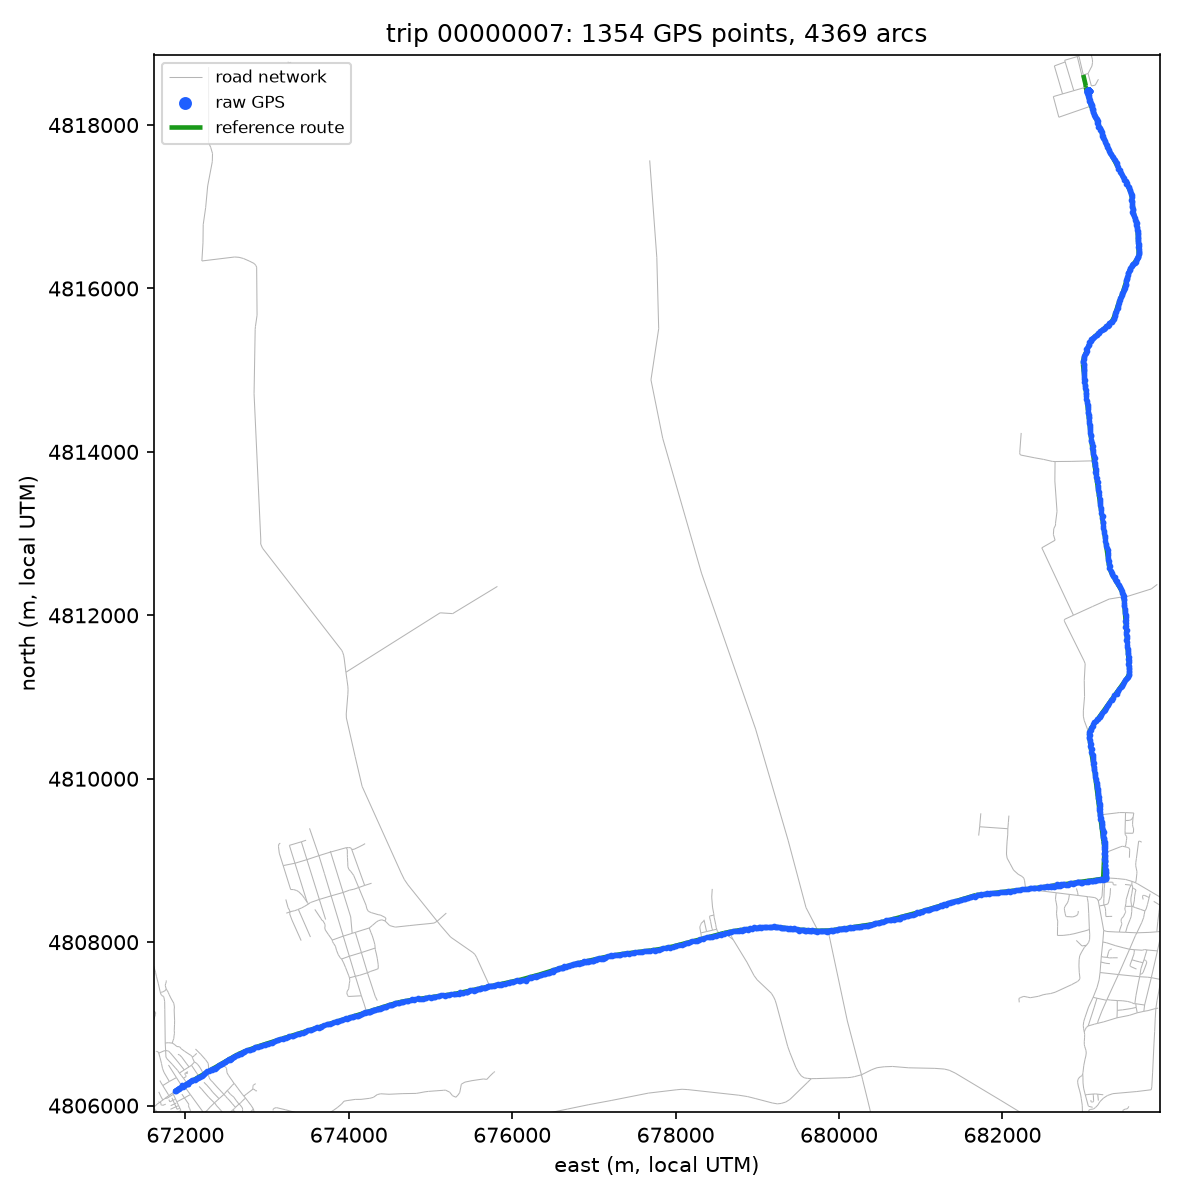 trip 00000007: 1354 GPS points, 4369 arcs
road network
raw GPS
reference route
4818000
4816000
4814000
4812000
4810000
4808000
4806000
north (m, local UTM)
672000
674000
676000
678000
680000
682000
east (m, local UTM)